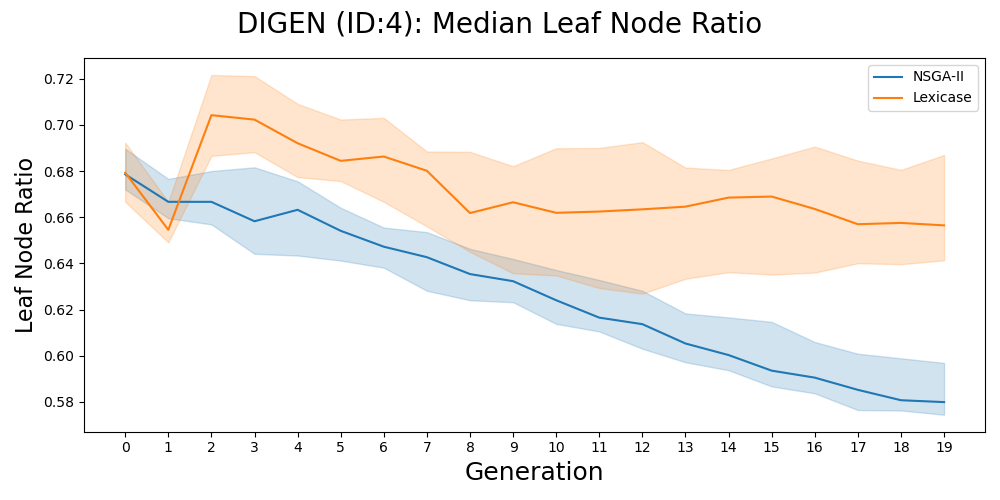 DIGEN (ID:4): Median Leaf Node Ratio
NSGA-II
Lexicase
Leaf Node Ratio
0.72
0.70
0.68
0.66
0.64
0.62
0.60
0.58
0 1 2 3 4 5 6 7 8 9 10 11 12 13 14 15 16 17 18 19
Generation